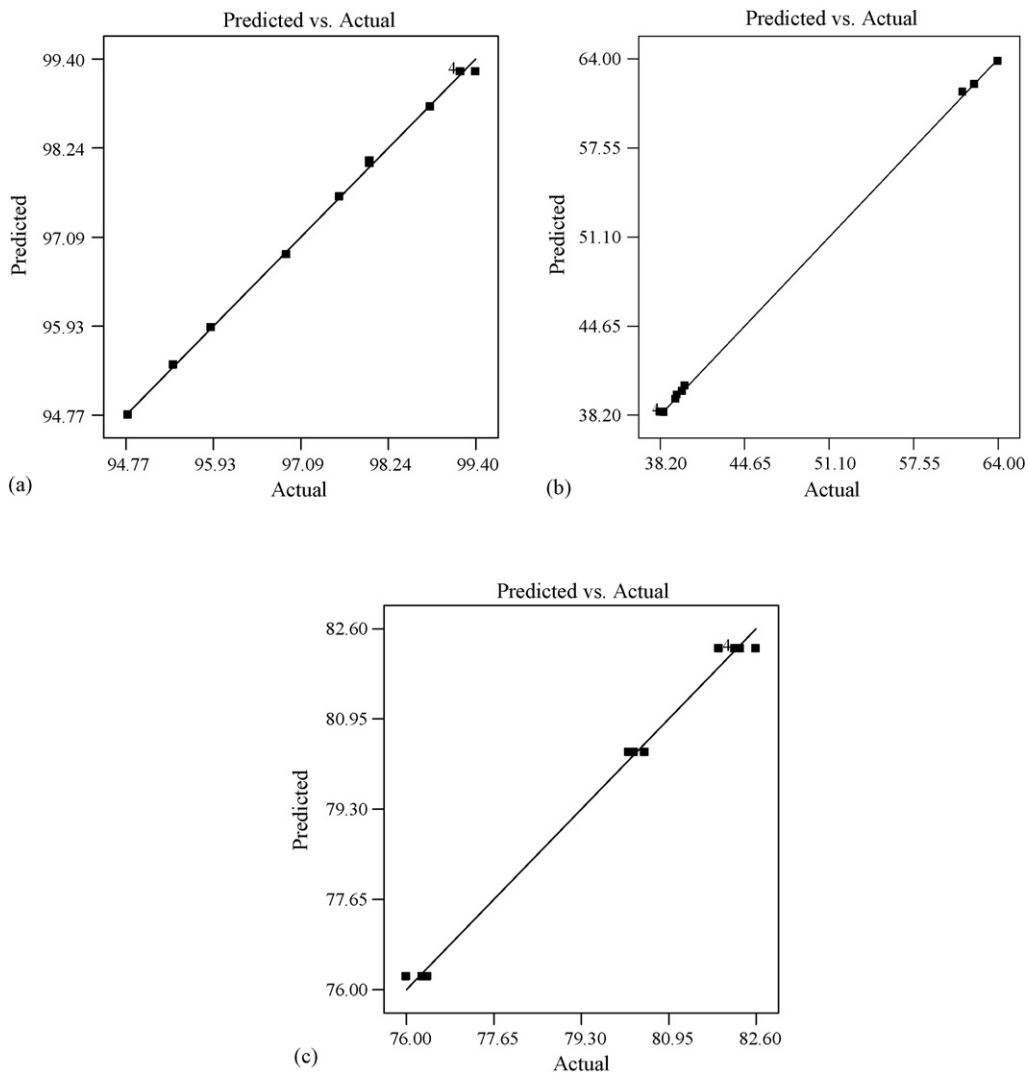 Predicted vs. Actual
99.40
98.24
97.09
95.93
94.77
Predicted
4
94.77 95.93 97.09 98.24 99.40
Actual
(a)
Predicted vs. Actual
64.00
57.55
51.10
44.65
38.20
Predicted
4
38.20 44.65 51.10 57.55 64.00
Actual
(b)
Predicted vs. Actual
82.60
80.95
79.30
77.65
76.00
Predicted
4
76.00 77.65 79.30 80.95 82.60
Actual
(c)